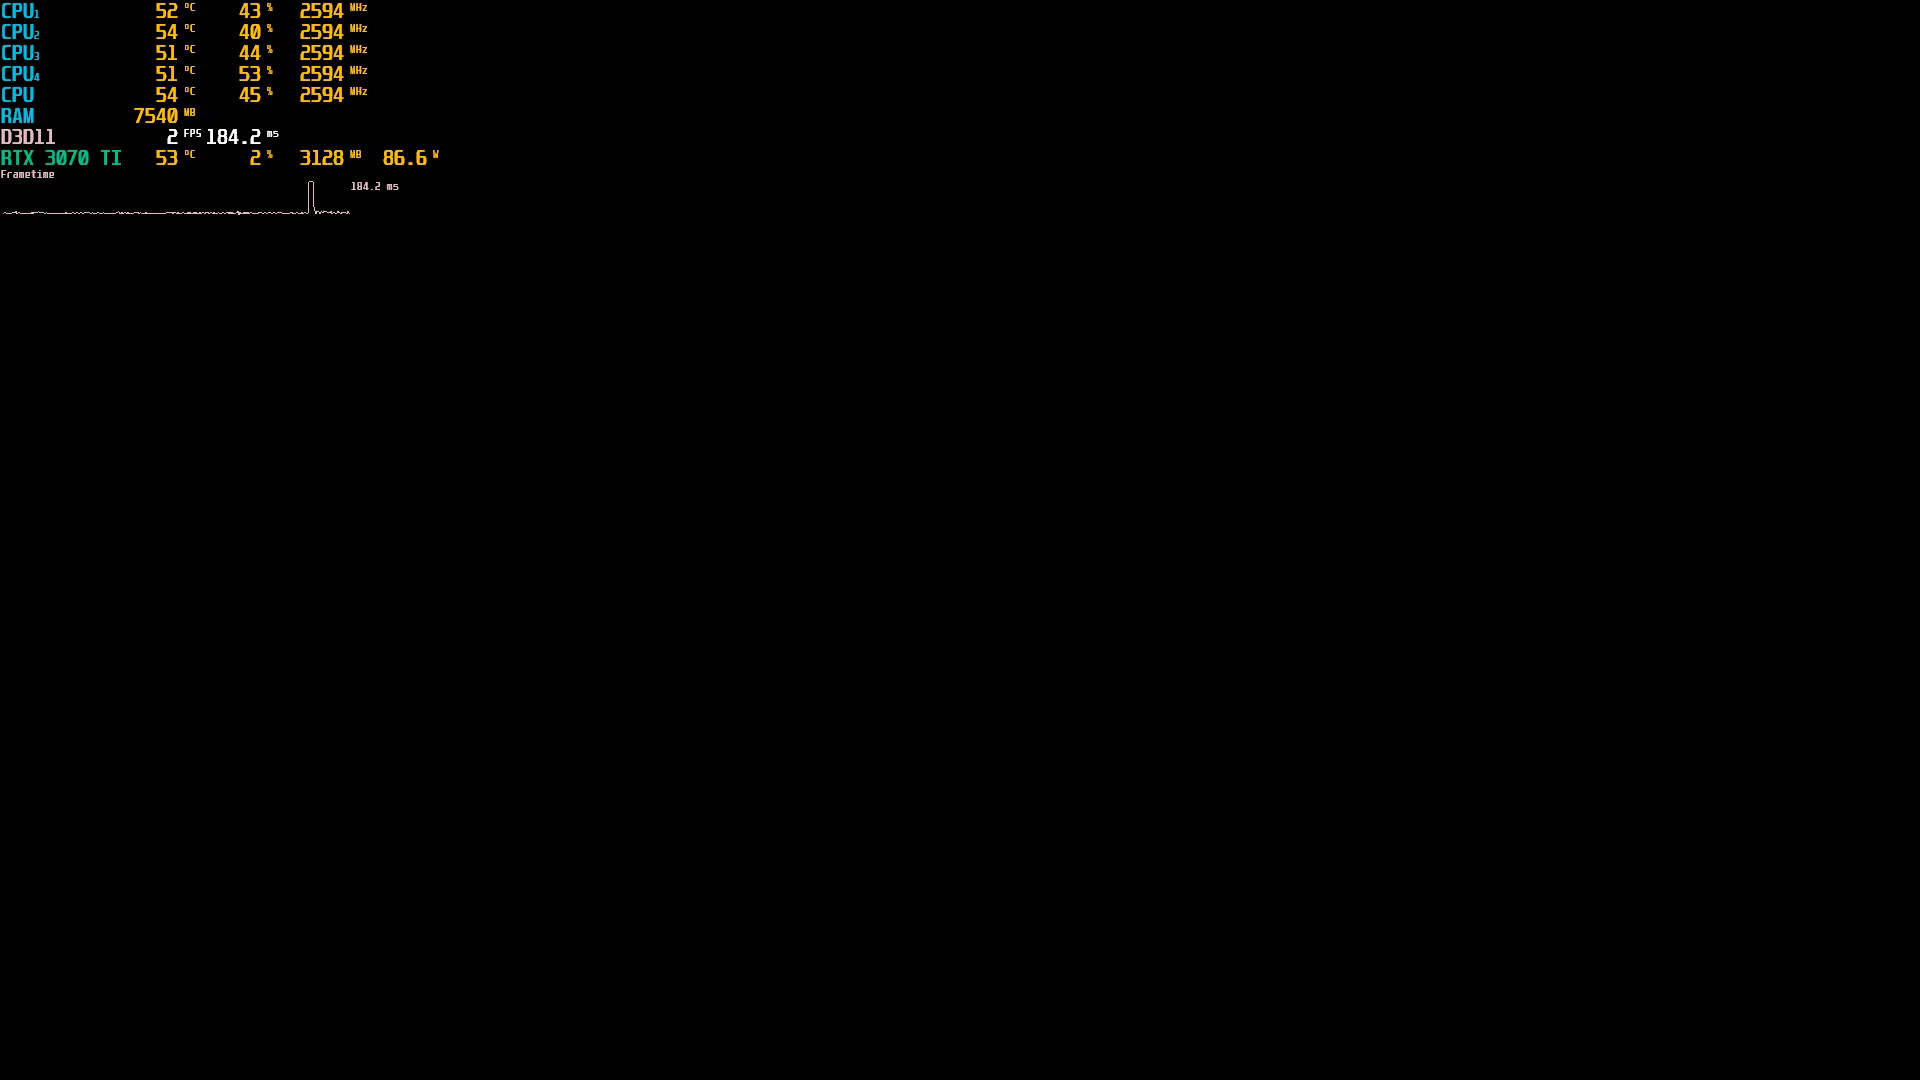 CPU1 52 °C 43 % 2594 MHz
CPU2 54 °C 40 % 2594 MHz
CPU3 51 °C 44 % 2594 MHz
CPU4 51 °C 53 % 2594 MHz
CPU 54 °C 45 % 2594 MHz
RAM 7540 MB
D3D11 2 FPS 184.2 ms
RTX 3070 TI 53 °C 2 % 3128 MB 86.6 W
Frametime
184.2 ms